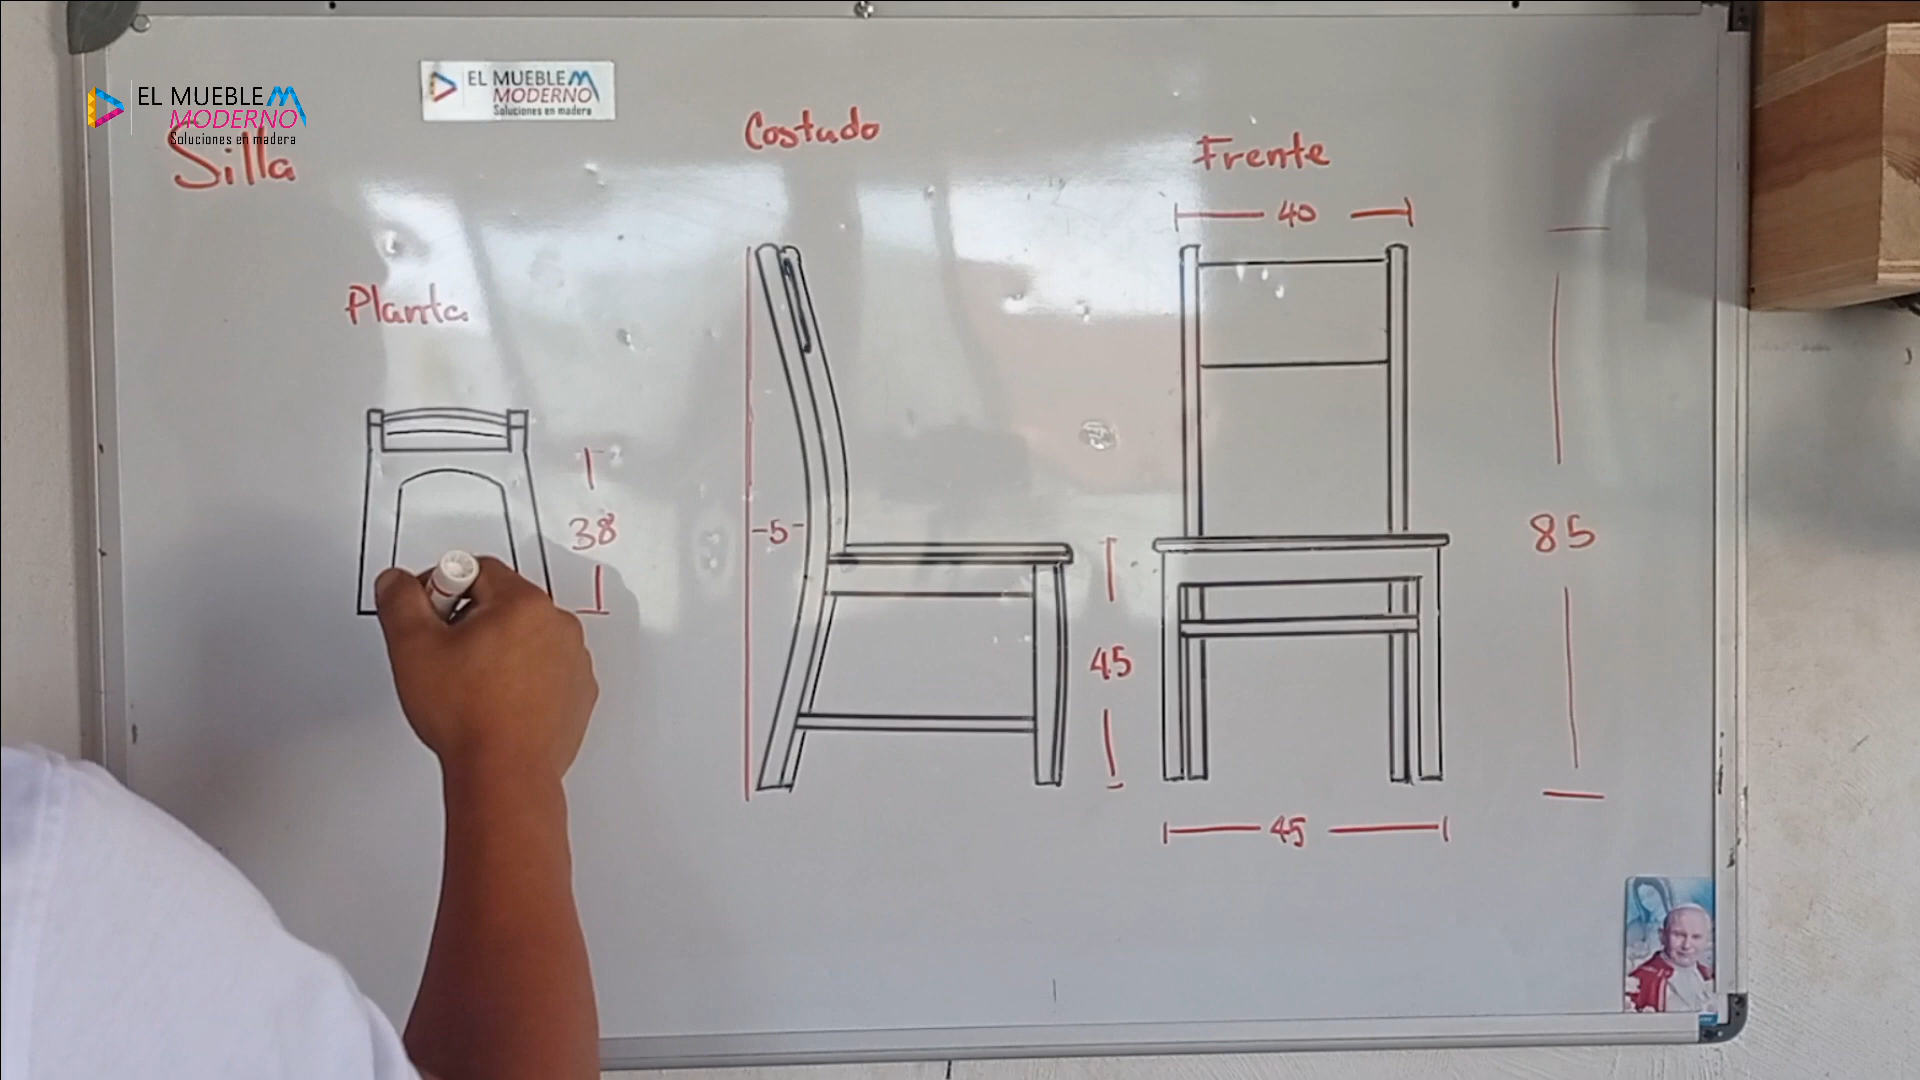 EL MUEBLE
MODERNO
Soluciones en madera
EL MUEBLE
MODERNO
Soluciones en madera
Silla
Costado
Frente
40
Planta
38
-5-
85
45
45